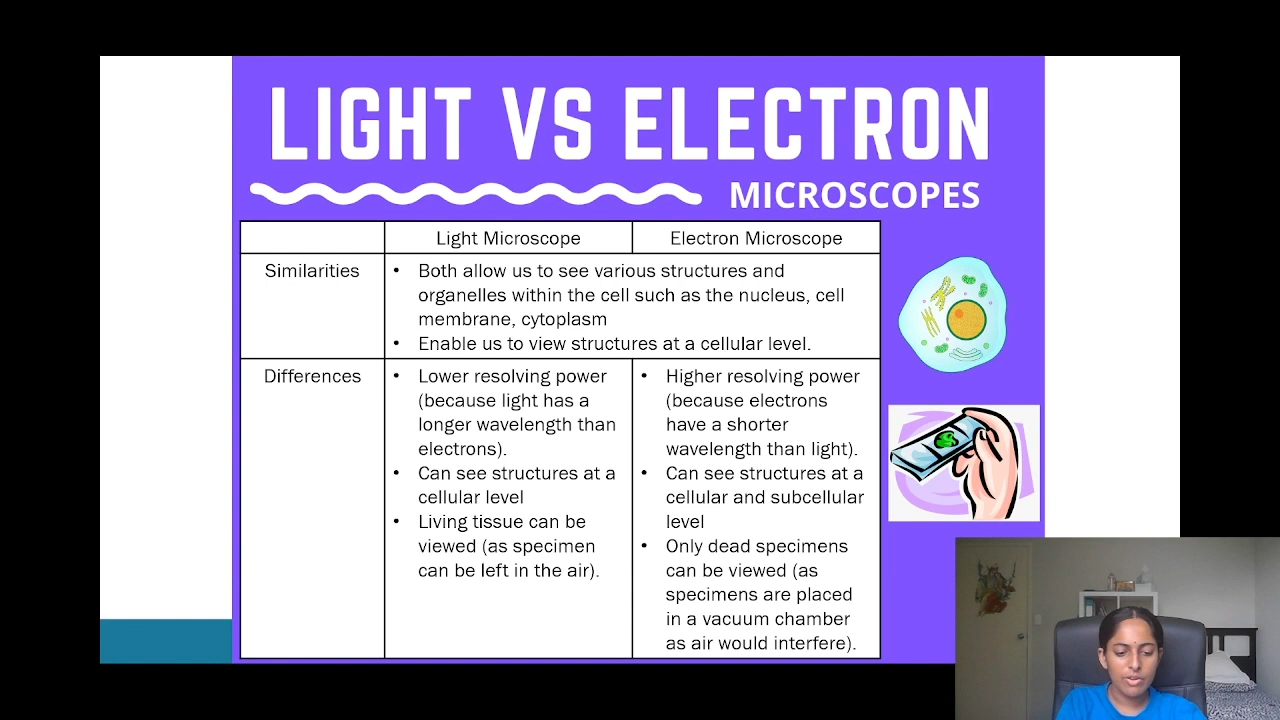 LIGHT VS ELECTRON
MICROSCOPES
Light Microscope
Electron Microscope
Similarities
• Both allow us to see various structures and
organelles within the cell such as the nucleus, cell
membrane, cytoplasm
• Enable us to view structures at a cellular level.
Differences
• Lower resolving power
(because light has a
longer wavelength than
electrons).
• Can see structures at a
cellular level
• Living tissue can be
viewed (as specimen
can be left in the air).
• Higher resolving power
(because electrons
have a shorter
wavelength than light).
• Can see structures at a
cellular and subcellular
level
• Only dead specimens
can be viewed (as
specimens are placed
in a vacuum chamber
as air would interfere).